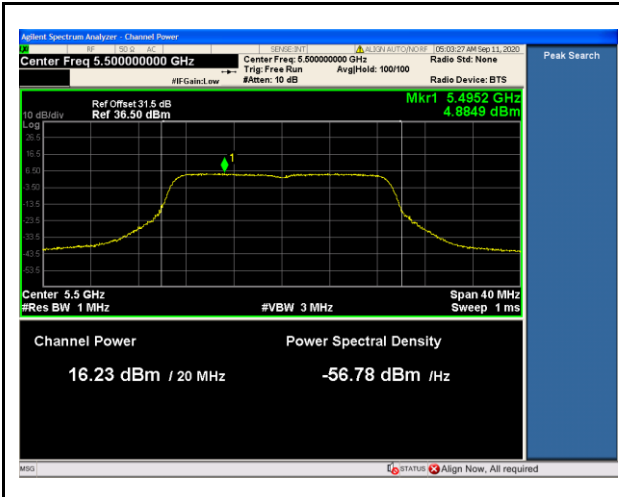 Agilent Spectrum Analyzer - Channel Power
RF 50 Ω AC SENSE:INT ALIGN AUTO/NO RF 05:03:27 AM Sep 11, 2020
Center Freq 5.500000000 GHz Center Freq: 5.500000000 GHz Radio Std: None
Trig: Free Run Avg|Hold: 100/100
#IFGain:Low #Atten: 10 dB Radio Device: BTS
Peak Search
Ref Offset 31.5 dB Mkr1 5.4952 GHz
10 dB/div Ref 36.50 dBm 4.8849 dBm
Log
26.5
16.5
6.50
-3.50
-13.5
-23.5
-33.5
-43.5
-53.5
1
Center 5.5 GHz Span 40 MHz
#Res BW 1 MHz #VBW 3 MHz Sweep 1 ms
Channel Power Power Spectral Density
16.23 dBm / 20 MHz -56.78 dBm /Hz
MSG STATUS Align Now, All required